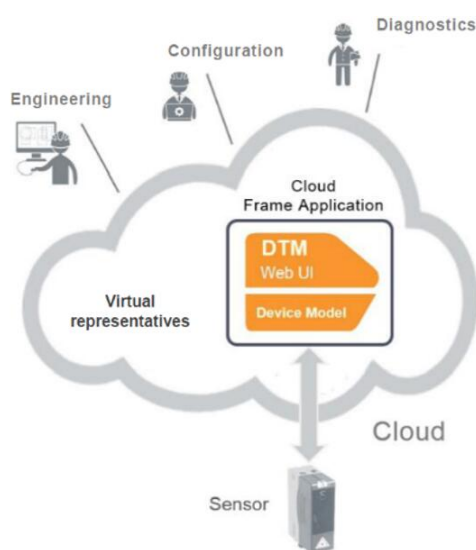 Diagnostics
Configuration
Engineering
Cloud
Frame Application
DTM
Web UI
Device Model
Virtual
representatives
Cloud
Sensor